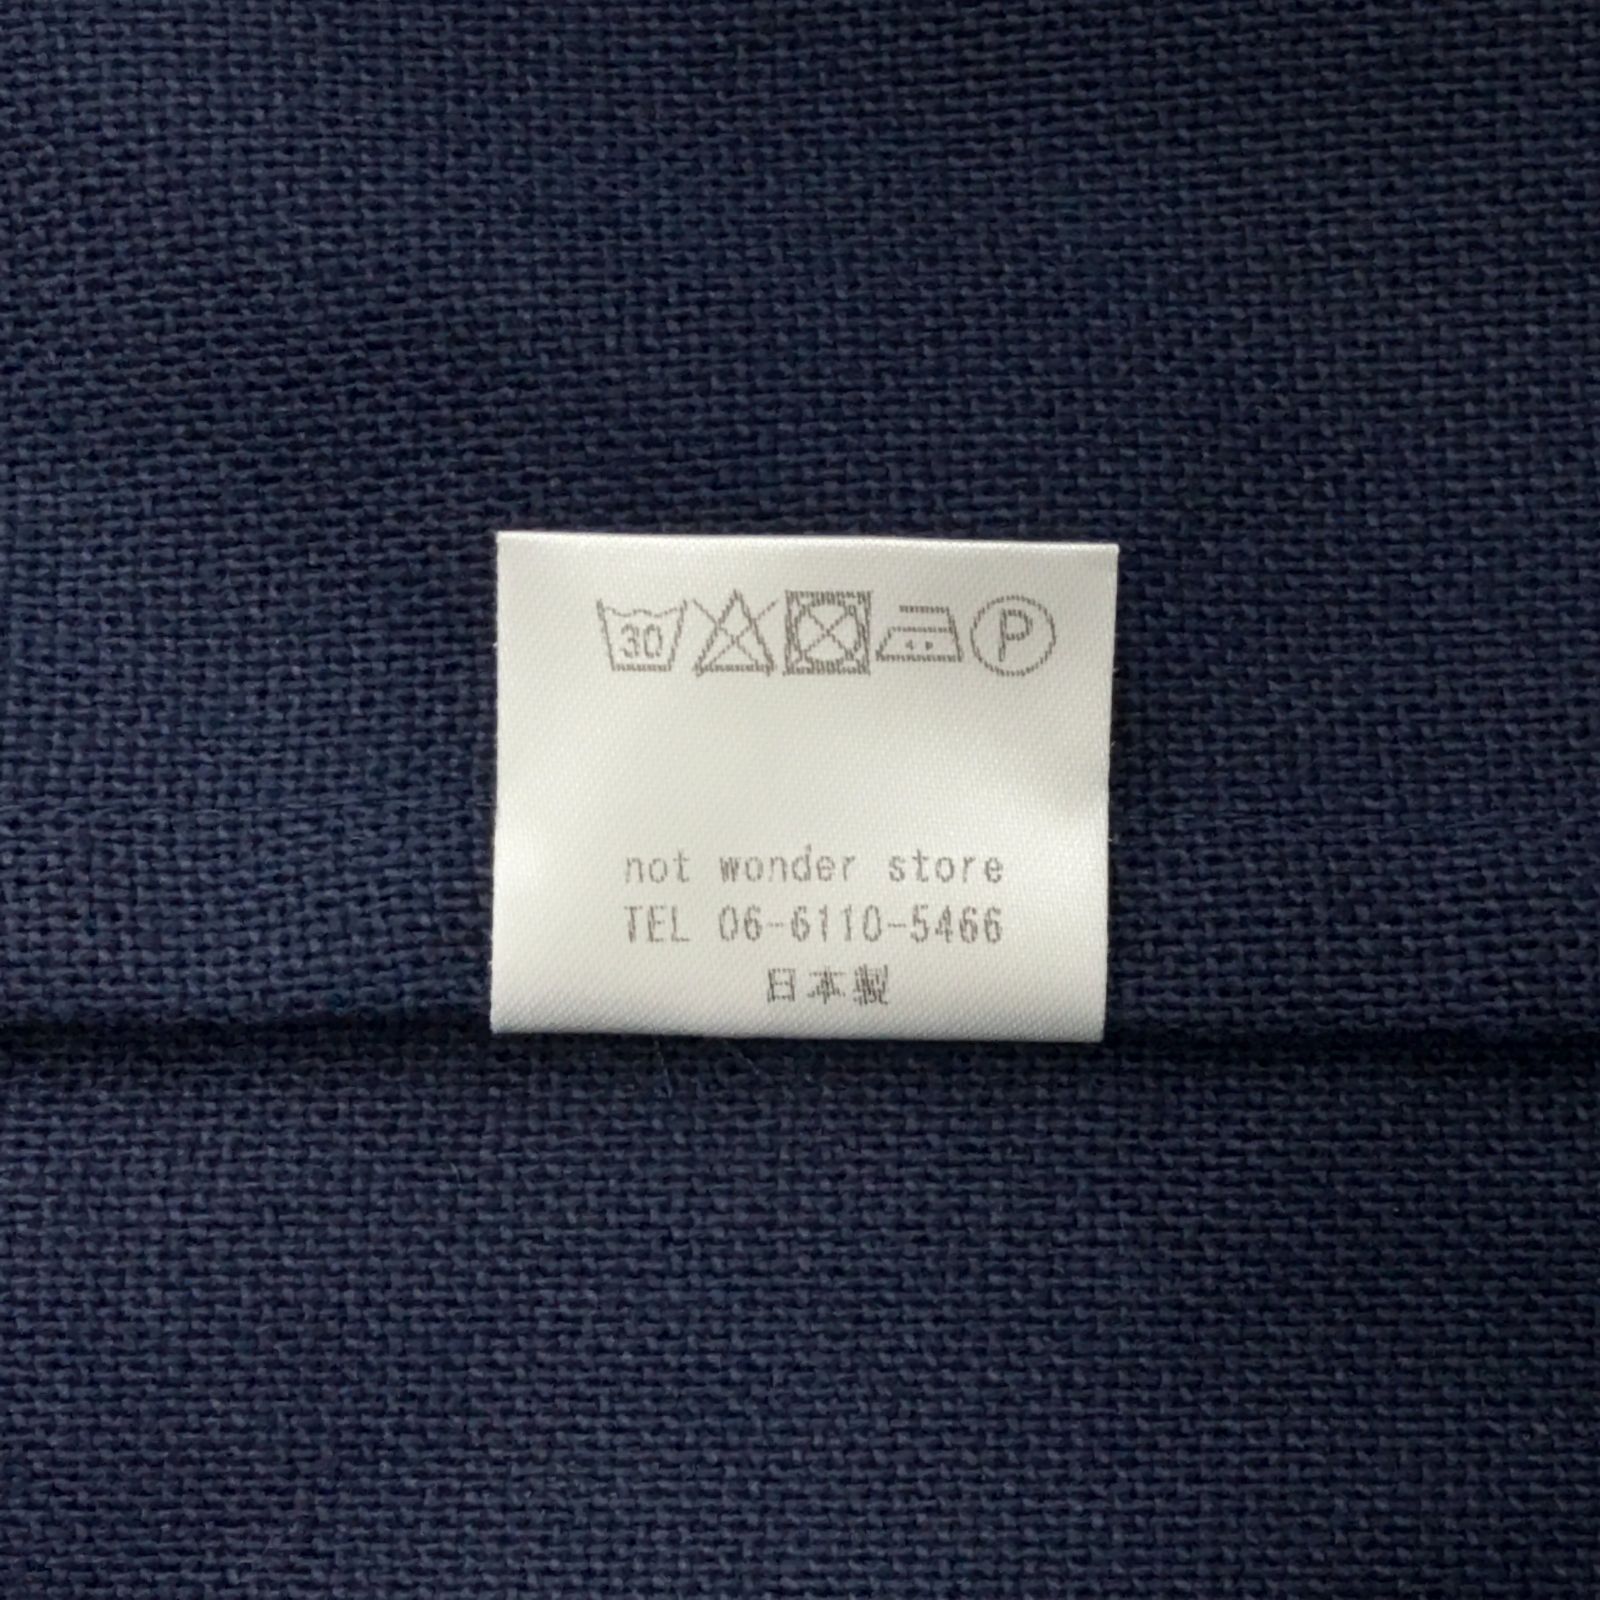 30 P
not wonder store
TEL 06-6110-5466
日本製